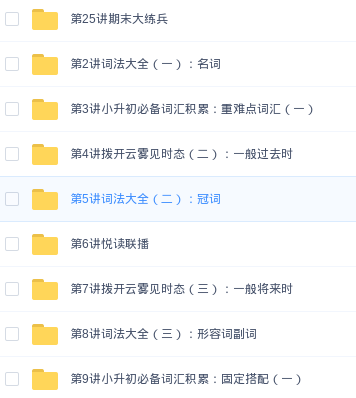 第25讲期末大练兵
第2讲词法大全（一）：名词
第3讲小升初必备词汇积累：重难点词汇（一）
第4讲拨开云雾见时态（二）：一般过去时
第5讲词法大全（二）：冠词
第6讲悦读联播
第7讲拨开云雾见时态（三）：一般将来时
第8讲词法大全（三）：形容词副词
第9讲小升初必备词汇积累：固定搭配（一）